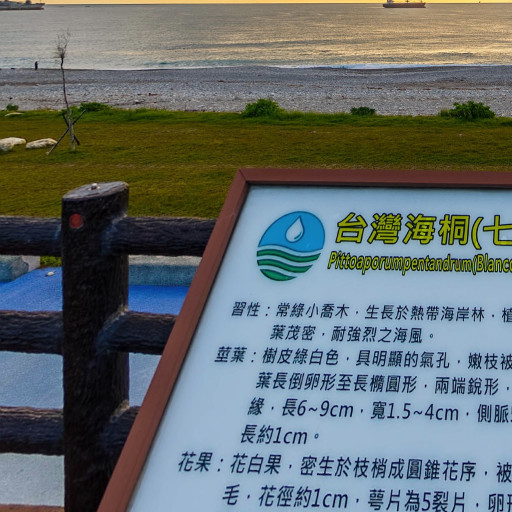 台灣海桐(七
Pittoaporumpentandrum(Blanco
習性：常綠小喬木，生長於熱帶海岸林，植
葉茂密，耐強烈之海風。
莖葉：樹皮綠白色，具明顯的氣孔，嫩枝被
葉長倒卵形至長橢圓形，兩端銳形，
緣，長6~9cm，寬1.5~4cm，側脈
長約1cm。
花果：花白果，密生於枝梢成圓錐花序，被
毛，花徑約1cm，萼片為5裂片，卵形